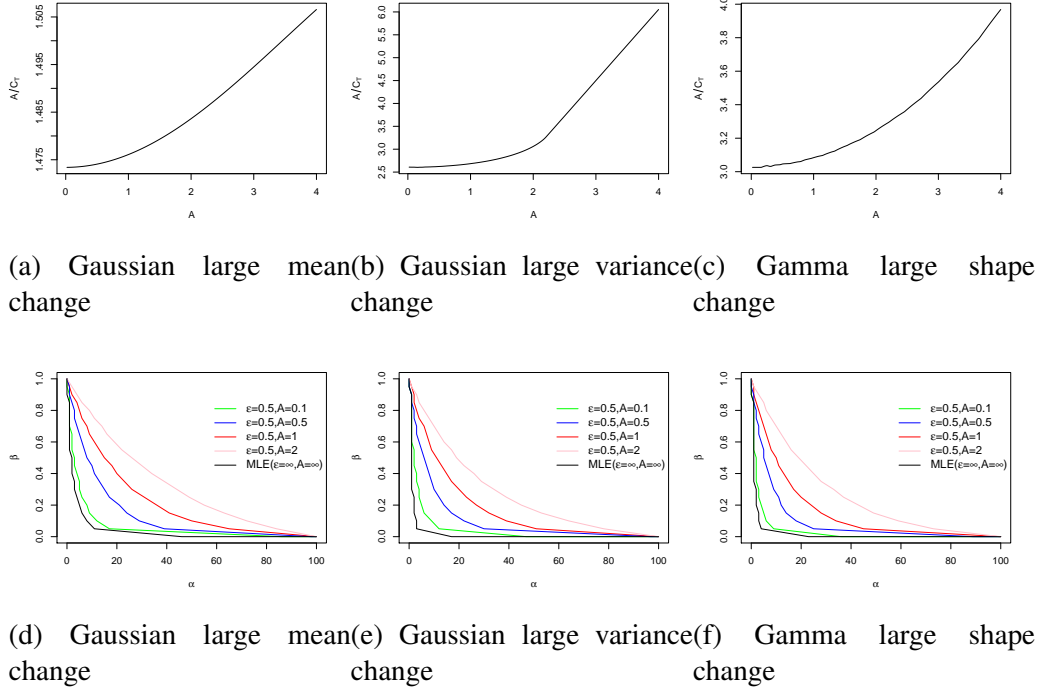 A/C_T
1.475
1.485
1.495
1.505
0 1 2 3 4
A
A/C_T
2.5 3.0 3.5 4.0 4.5 5.0 5.5 6.0
0 1 2 3 4
A
A/C_T
3.0 3.2 3.4 3.6 3.8 4.0
0 1 2 3 4
A
(a) Gaussian large mean change
(b) Gaussian large variance change
(c) Gamma large shape change
β
0.0 0.2 0.4 0.6 0.8 1.0
ε=0.5,A=0.1
ε=0.5,A=0.5
ε=0.5,A=1
ε=0.5,A=2
MLE(ε=∞,A=∞)
0 20 40 60 80 100
α
β
0.0 0.2 0.4 0.6 0.8 1.0
ε=0.5,A=0.1
ε=0.5,A=0.5
ε=0.5,A=1
ε=0.5,A=2
MLE(ε=∞,A=∞)
0 20 40 60 80 100
α
β
0.0 0.2 0.4 0.6 0.8 1.0
ε=0.5,A=0.1
ε=0.5,A=0.5
ε=0.5,A=1
ε=0.5,A=2
MLE(ε=∞,A=∞)
0 20 40 60 80 100
α
(d) Gaussian large mean change
(e) Gaussian large variance change
(f) Gamma large shape change